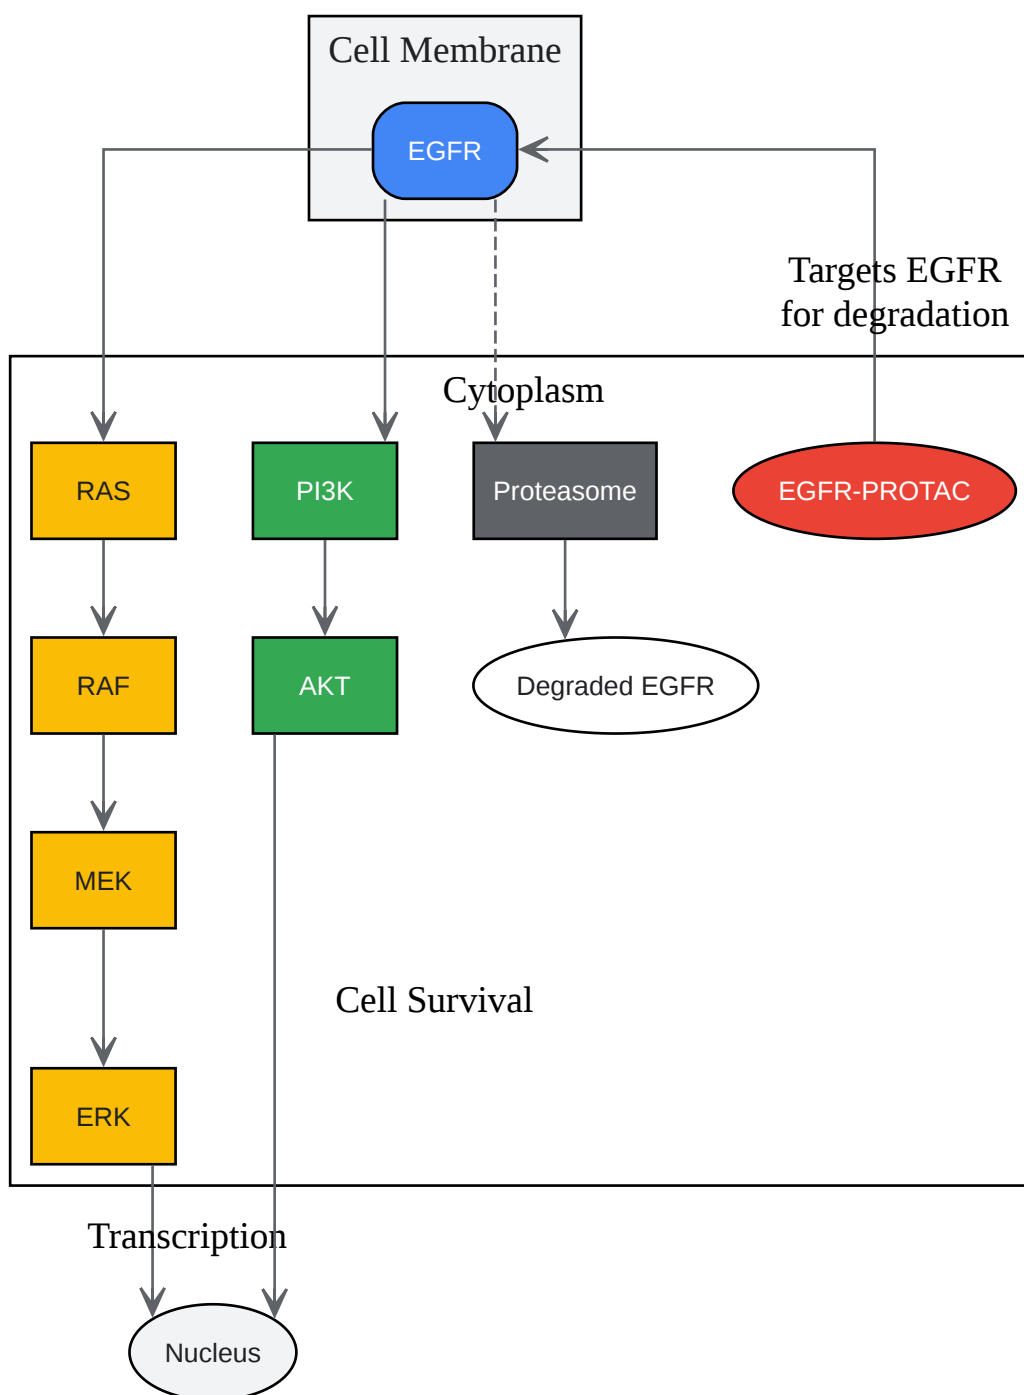 Cell Membrane
EGFR
Targets EGFR
for degradation
Cytoplasm
RAS
PI3K
Proteasome
EGFR-PROTAC
RAF
AKT
Degraded EGFR
MEK
Cell Survival
ERK
Transcription
Nucleus